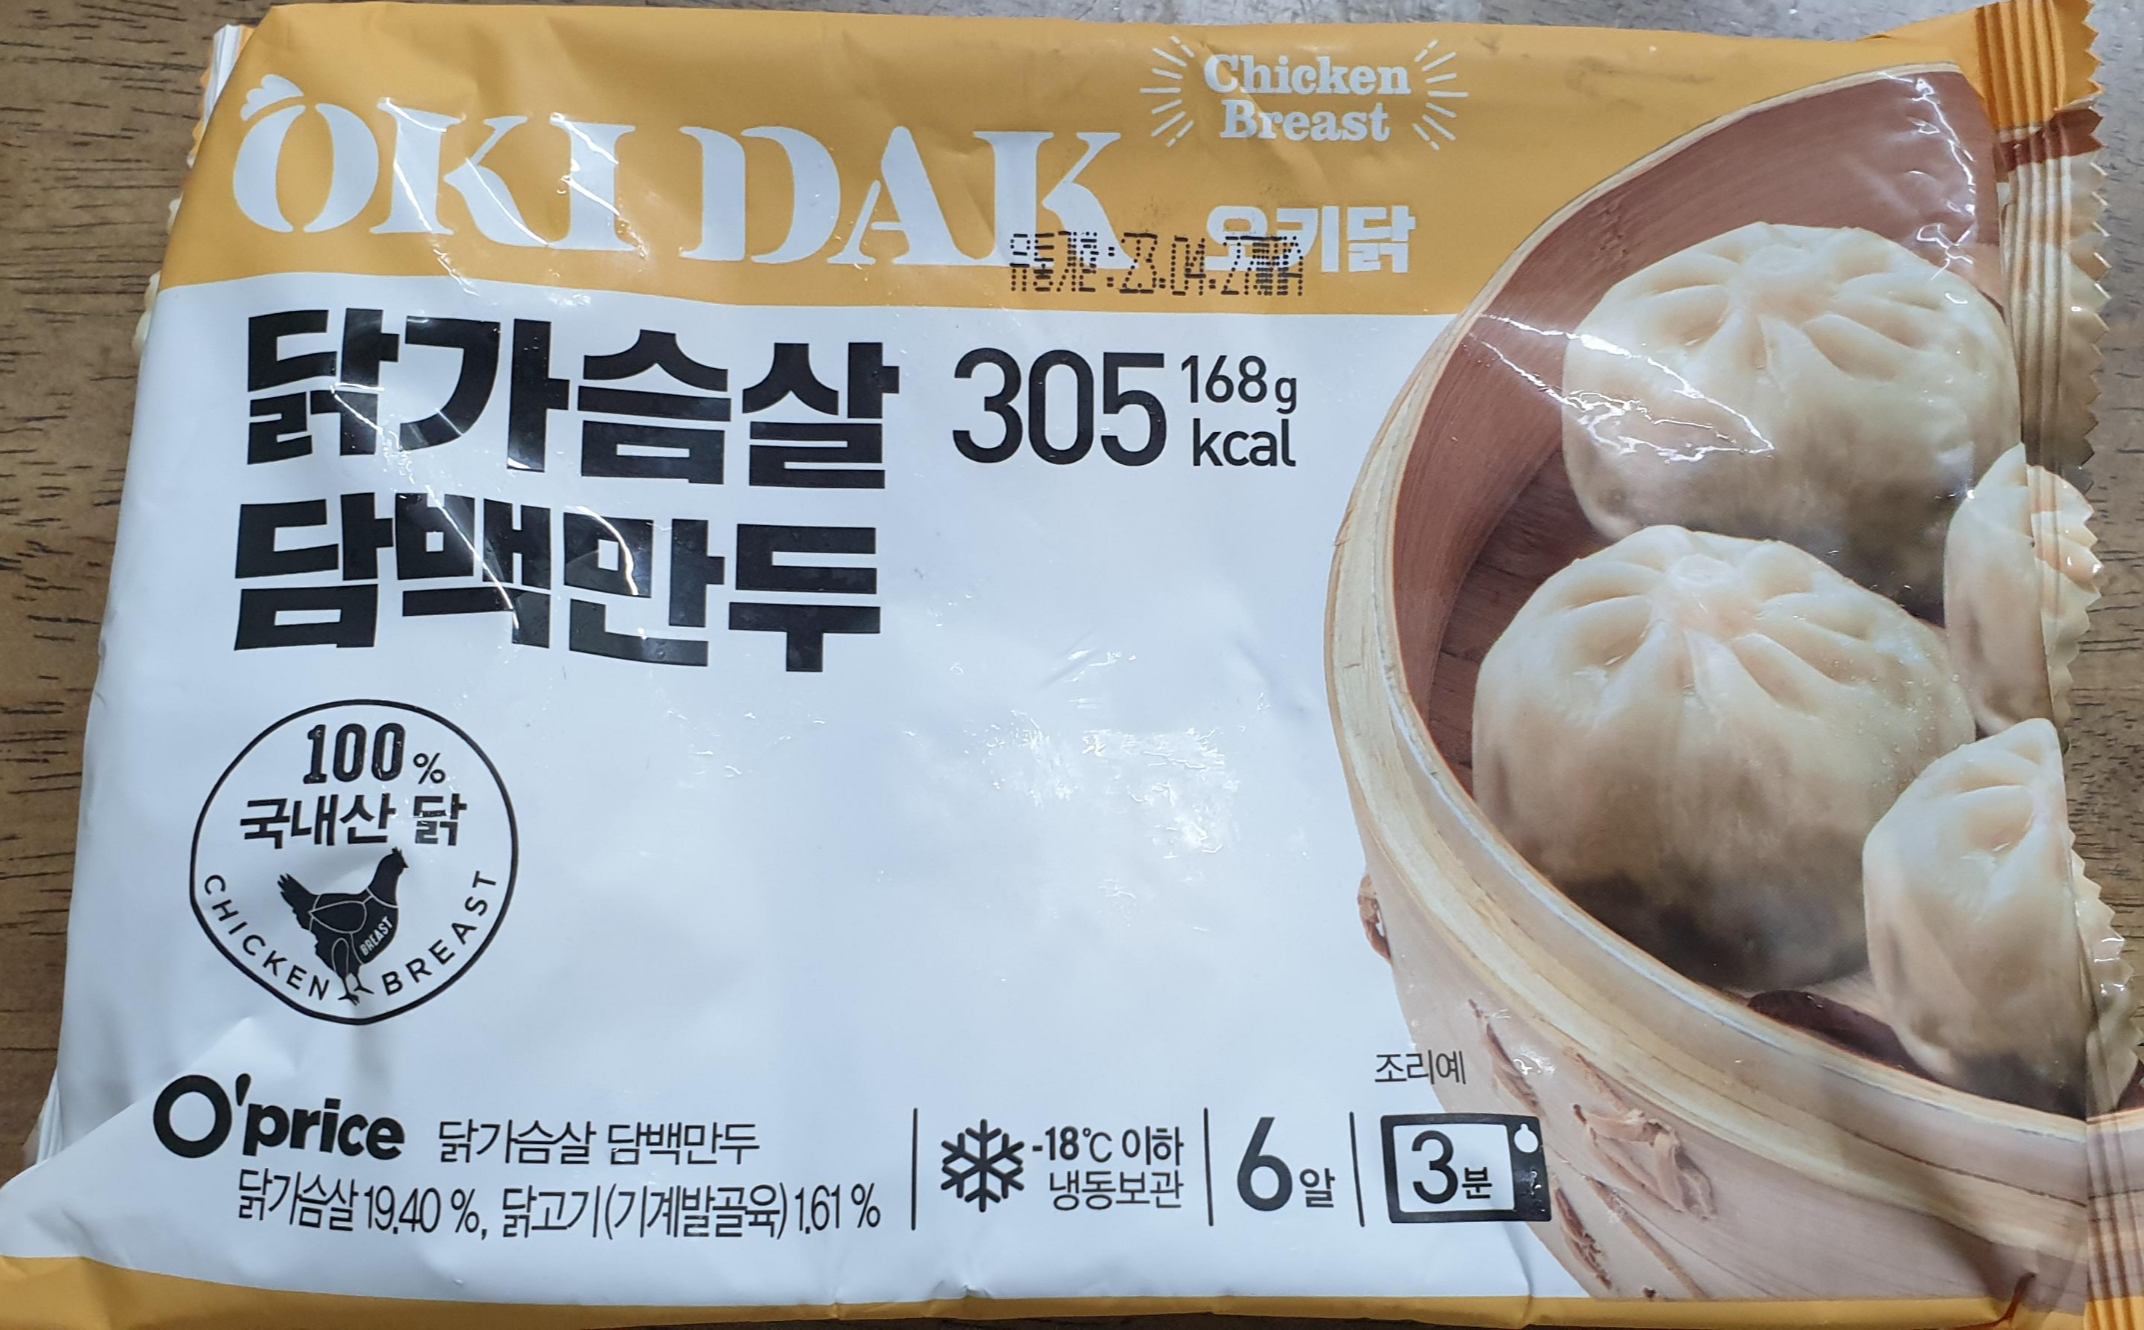 Chicken
Breast
OKI DAK
오키닭
유통기한:23.04.27까지
닭가슴살
담백만두
305
168g
kcal
100%
국내산 닭
BREAST
CHICKEN BREAST
조리예
O'price 닭가슴살 담백만두
닭가슴살 19.40 %, 닭고기(기계발골육) 1.61 %
-18℃ 이하
냉동보관
6알
3분